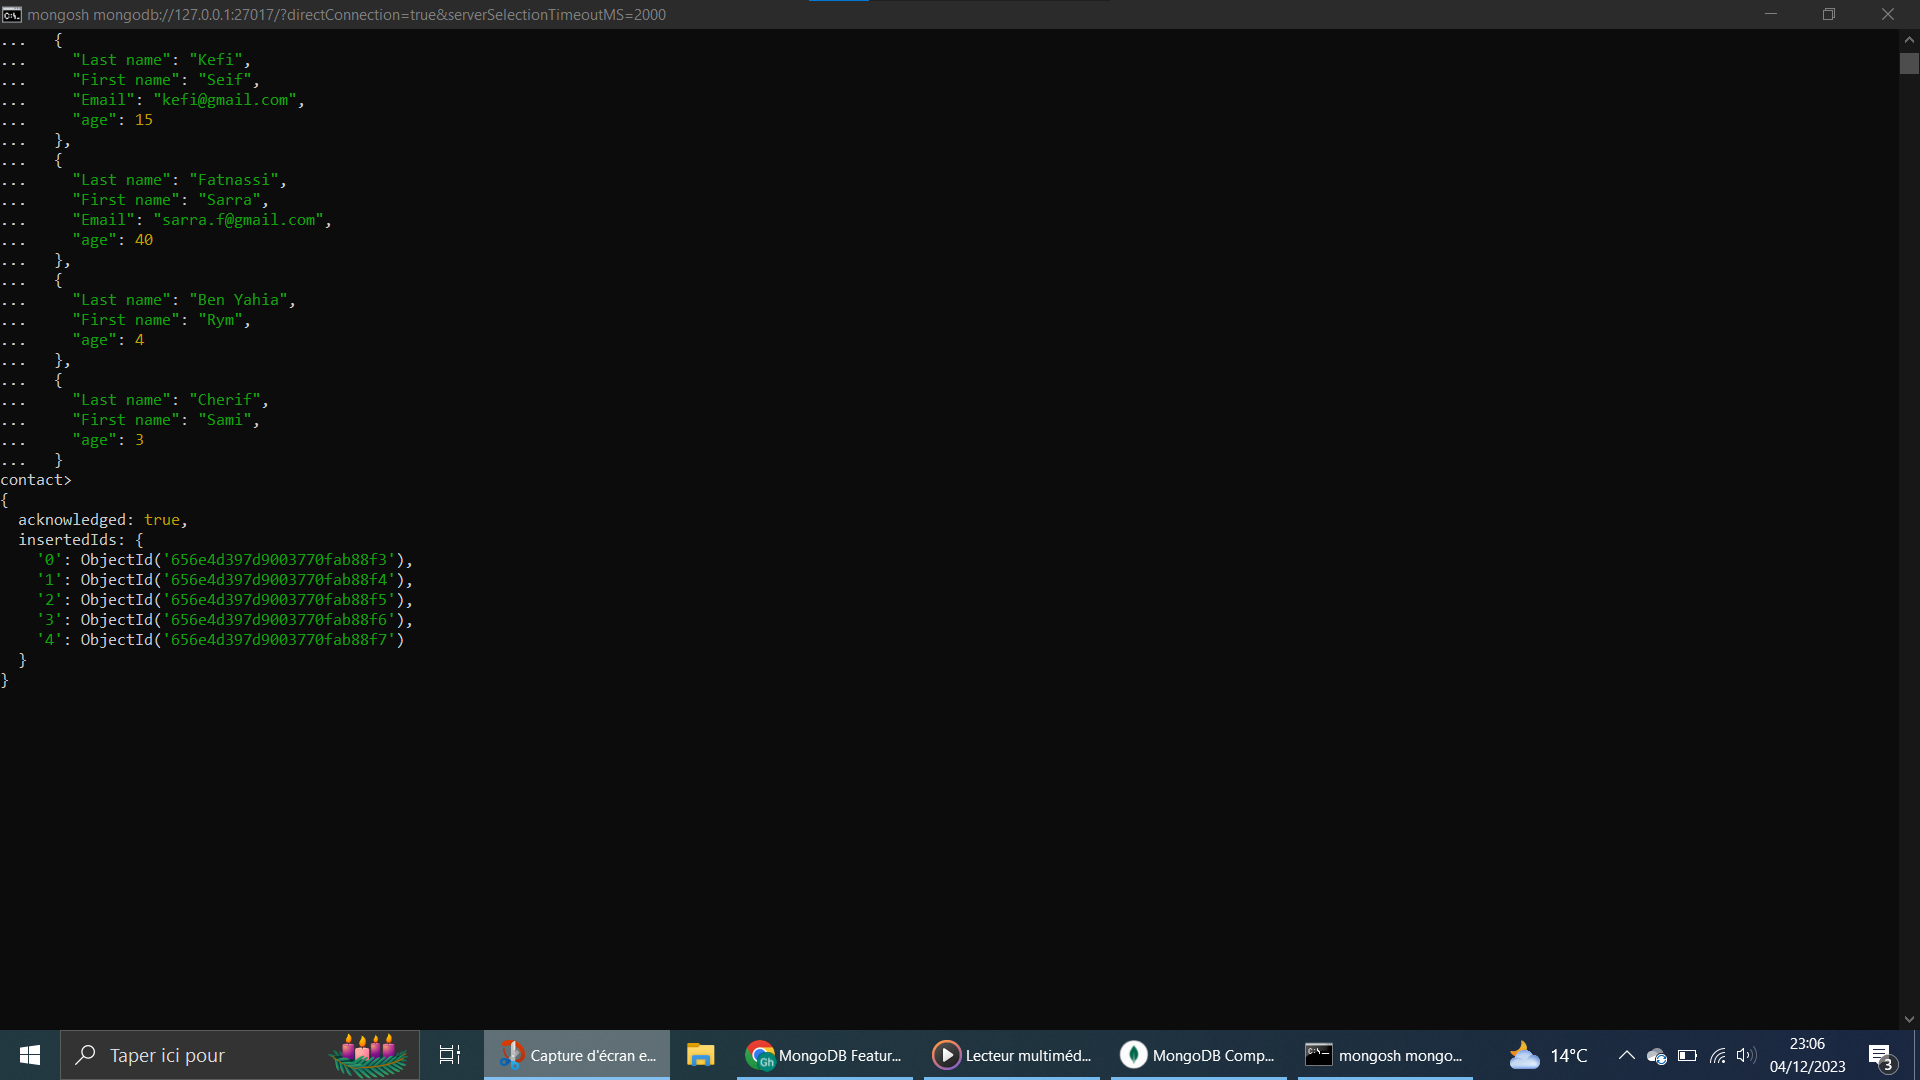 mongosh mongodb://127.0.0.1:27017/?directConnection=true&serverSelectionTimeoutMS=2000
...   {
...     "Last name": "Kefi",
...     "First name": "Seif",
...     "Email": "kefi@gmail.com",
...     "age": 15
...   },
...   {
...     "Last name": "Fatnassi",
...     "First name": "Sarra",
...     "Email": "sarra.f@gmail.com",
...     "age": 40
...   },
...   {
...     "Last name": "Ben Yahia",
...     "First name": "Rym",
...     "age": 4
...   },
...   {
...     "Last name": "Cherif",
...     "First name": "Sami",
...     "age": 3
...   }
contact>
{
  acknowledged: true,
  insertedIds: {
    '0': ObjectId('656e4d397d9003770fab88f3'),
    '1': ObjectId('656e4d397d9003770fab88f4'),
    '2': ObjectId('656e4d397d9003770fab88f5'),
    '3': ObjectId('656e4d397d9003770fab88f6'),
    '4': ObjectId('656e4d397d9003770fab88f7')
  }
}
Taper ici pour
Capture d'écran e...
Gh
MongoDB Featur...
Lecteur multiméd...
MongoDB Comp...
mongosh mongo...
14°C
23:06
04/12/2023
3